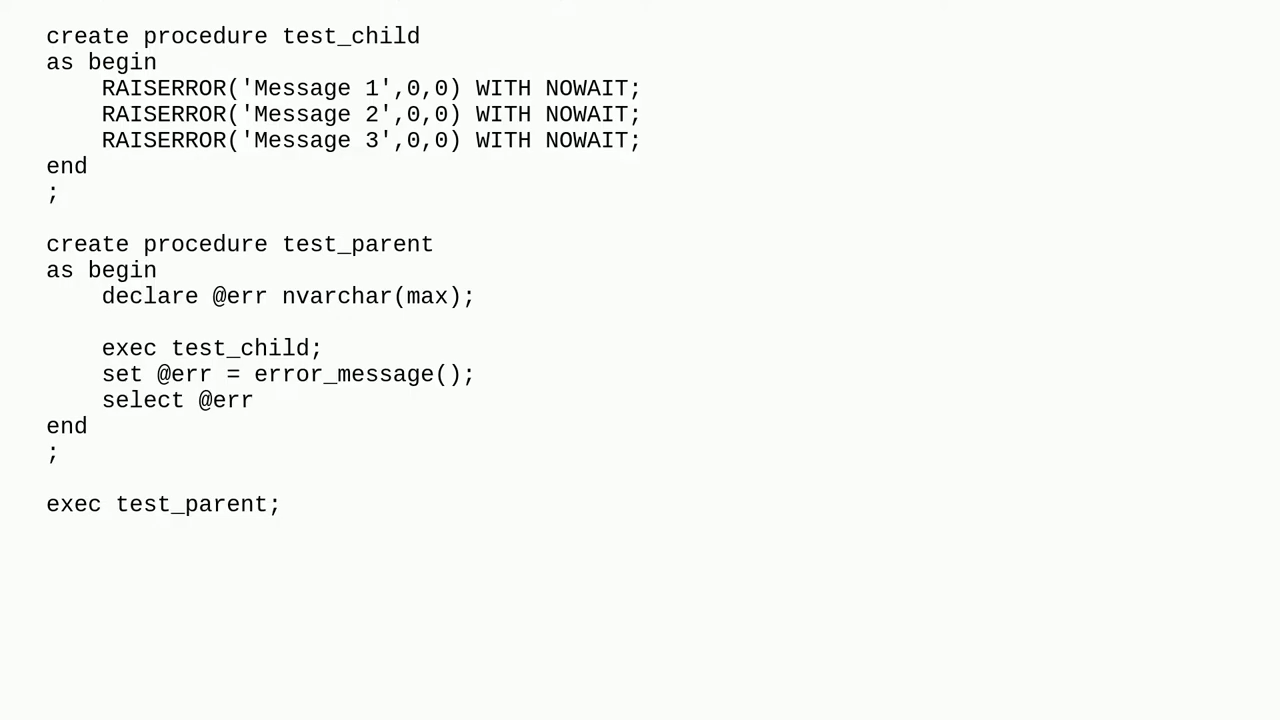 create procedure test_child
as begin
    RAISERROR('Message 1',0,0) WITH NOWAIT;
    RAISERROR('Message 2',0,0) WITH NOWAIT;
    RAISERROR('Message 3',0,0) WITH NOWAIT;
end
;

create procedure test_parent
as begin
    declare @err nvarchar(max);

    exec test_child;
    set @err = error_message();
    select @err
end
;

exec test_parent;